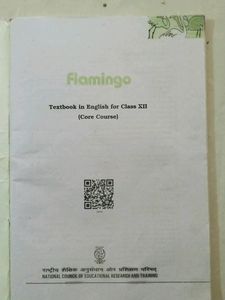 Flamingo
Textbook in English for Class XII
(Core Course)
राष्ट्रीय शैक्षिक अनुसंधान और प्रशिक्षण परिषद्
NATIONAL COUNCIL OF EDUCATIONAL RESEARCH AND TRAINING